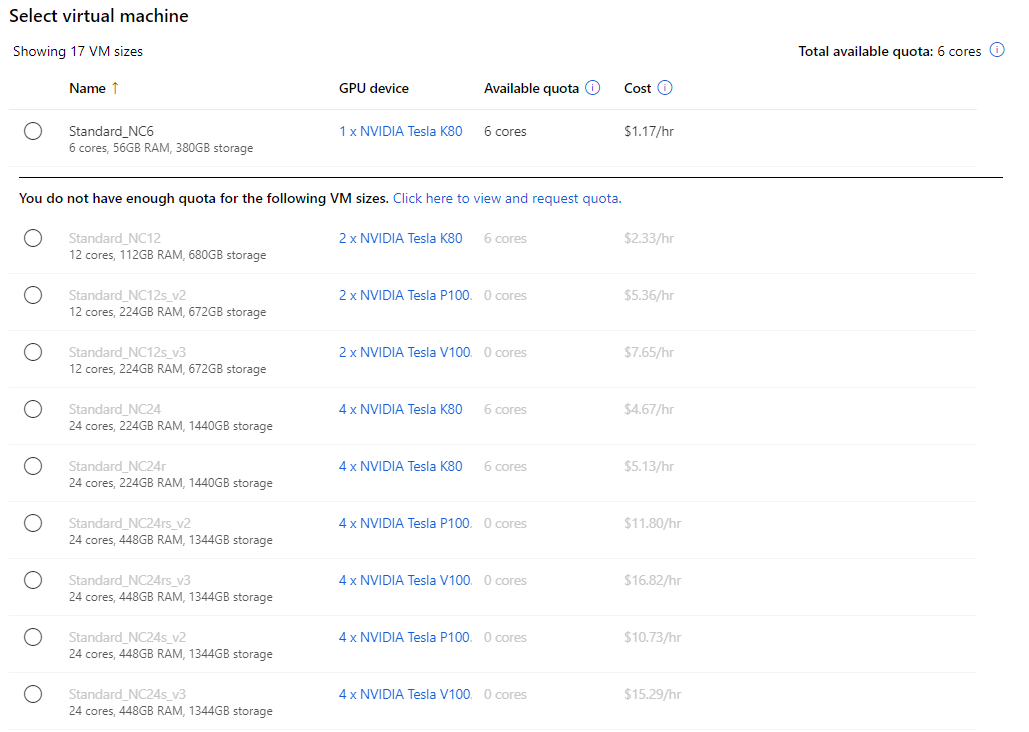 Select virtual machine
Showing 17 VM sizes Total available quota: 6 cores
Name ↑ GPU device Available quota Cost
Standard_NC6 1 x NVIDIA Tesla K80 6 cores $1.17/hr
6 cores, 56GB RAM, 380GB storage
You do not have enough quota for the following VM sizes. Click here to view and request quota.
Standard_NC12 2 x NVIDIA Tesla K80 6 cores $2.33/hr
12 cores, 112GB RAM, 680GB storage
Standard_NC12s_v2 2 x NVIDIA Tesla P100. 0 cores $5.36/hr
12 cores, 224GB RAM, 672GB storage
Standard_NC12s_v3 2 x NVIDIA Tesla V100. 0 cores $7.65/hr
12 cores, 224GB RAM, 672GB storage
Standard_NC24 4 x NVIDIA Tesla K80 6 cores $4.67/hr
24 cores, 224GB RAM, 1440GB storage
Standard_NC24r 4 x NVIDIA Tesla K80 6 cores $5.13/hr
24 cores, 224GB RAM, 1440GB storage
Standard_NC24rs_v2 4 x NVIDIA Tesla P100. 0 cores $11.80/hr
24 cores, 448GB RAM, 1344GB storage
Standard_NC24rs_v3 4 x NVIDIA Tesla V100. 0 cores $16.82/hr
24 cores, 448GB RAM, 1344GB storage
Standard_NC24s_v2 4 x NVIDIA Tesla P100. 0 cores $10.73/hr
24 cores, 448GB RAM, 1344GB storage
Standard_NC24s_v3 4 x NVIDIA Tesla V100. 0 cores $15.29/hr
24 cores, 448GB RAM, 1344GB storage